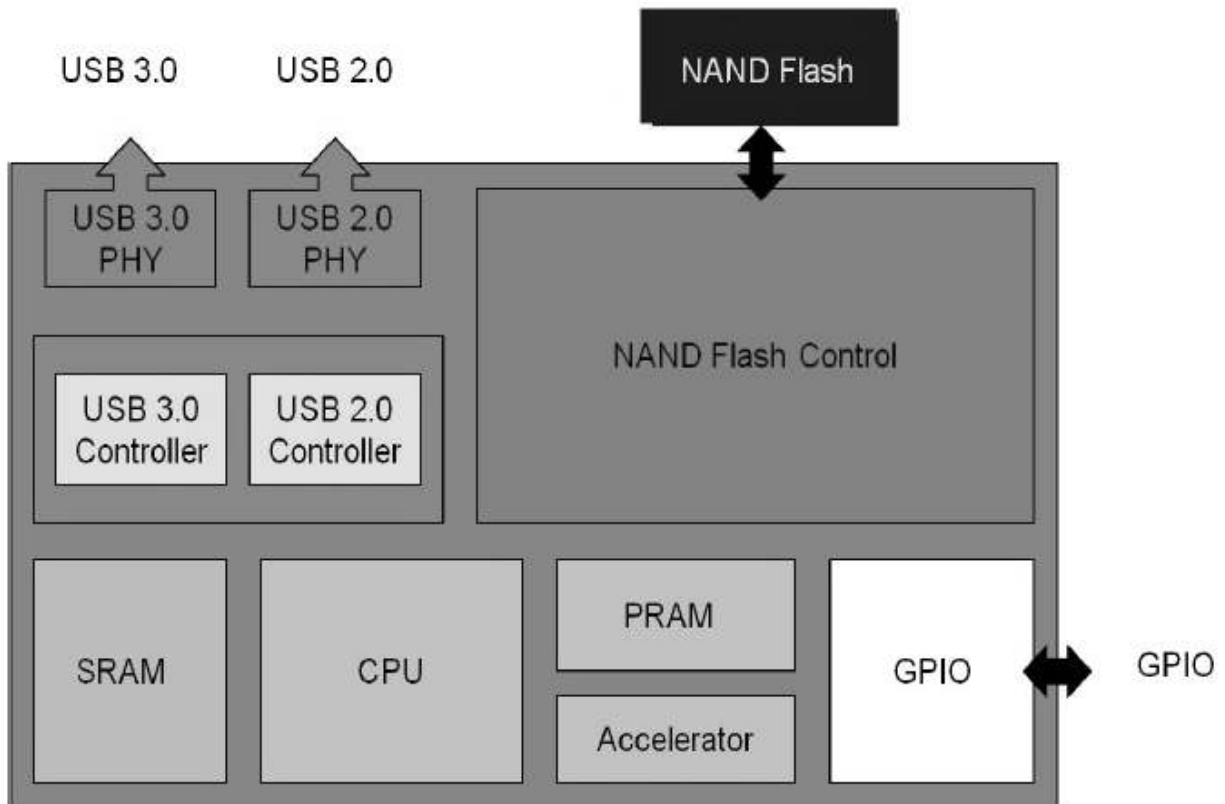 USB 3.0
USB 2.0
NAND Flash
USB 3.0
PHY
USB 2.0
PHY
NAND Flash Control
USB 3.0
Controller
USB 2.0
Controller
SRAM
CPU
PRAM
Accelerator
GPIO
GPIO